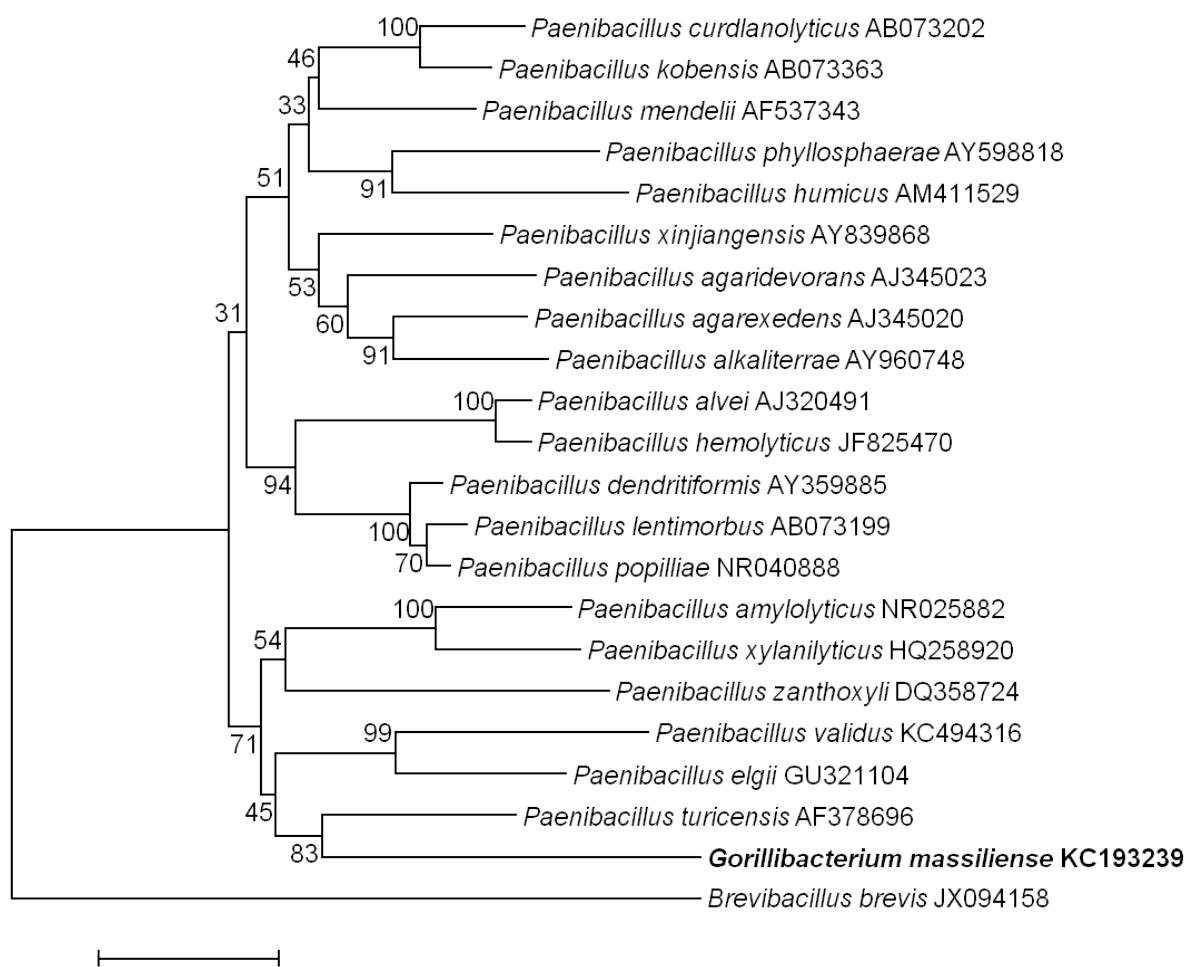 100
Paenibacillus curdlanolyticus AB073202
46
Paenibacillus kobensis AB073363
33
Paenibacillus mendelii AF537343
Paenibacillus phyllosphaerae AY598818
51
91
Paenibacillus humicus AM411529
Paenibacillus xinjiangensis AY839868
53
Paenibacillus agaridevorans AJ345023
31
60
Paenibacillus agarexedens AJ345020
91
Paenibacillus alkaliterrae AY960748
100
Paenibacillus alvei AJ320491
Paenibacillus hemolyticus JF825470
94
Paenibacillus dendritiformis AY359885
100
Paenibacillus lentimorbus AB073199
70
Paenibacillus popilliae NR040888
100
Paenibacillus amylolyticus NR025882
54
Paenibacillus xylanilyticus HQ258920
Paenibacillus zanthoxyli DQ358724
71
99
Paenibacillus validus KC494316
Paenibacillus elgii GU321104
45
Paenibacillus turicensis AF378696
83
Gorillibacterium massiliense KC193239
Brevibacillus brevis JX094158